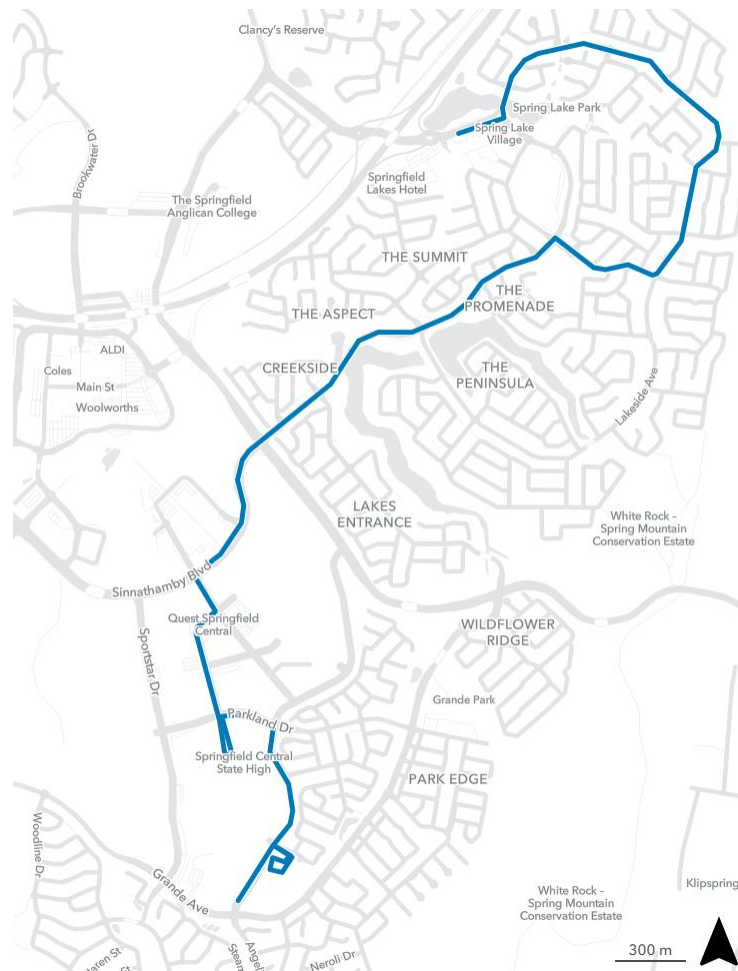 Clancy's Reserve
Spring Lake Park
Spring Lake
Village
Brookwater Dr
Springfield
Lakes Hotel
The Springfield
Anglican College
THE SUMMIT
THE
PROMENADE
THE ASPECT
ALDI
Coles
Main St
Woolworths
CREEKSIDE
THE
PENINSULA
Lakeside Ave
LAKES
ENTRANCE
White Rock –
Spring Mountain
Conservation Estate
Sinnathamby Blvd
Quest Springfield
Central
WILDFLOWER
RIDGE
Sportstar Dr
Grande Park
Parkland Dr
Springfield Central
State High
PARK EDGE
Woodline Dr
Grande Ave
White Rock –
Spring Mountain
Conservation Estate
Klipspring
Neroli Dr
300 m